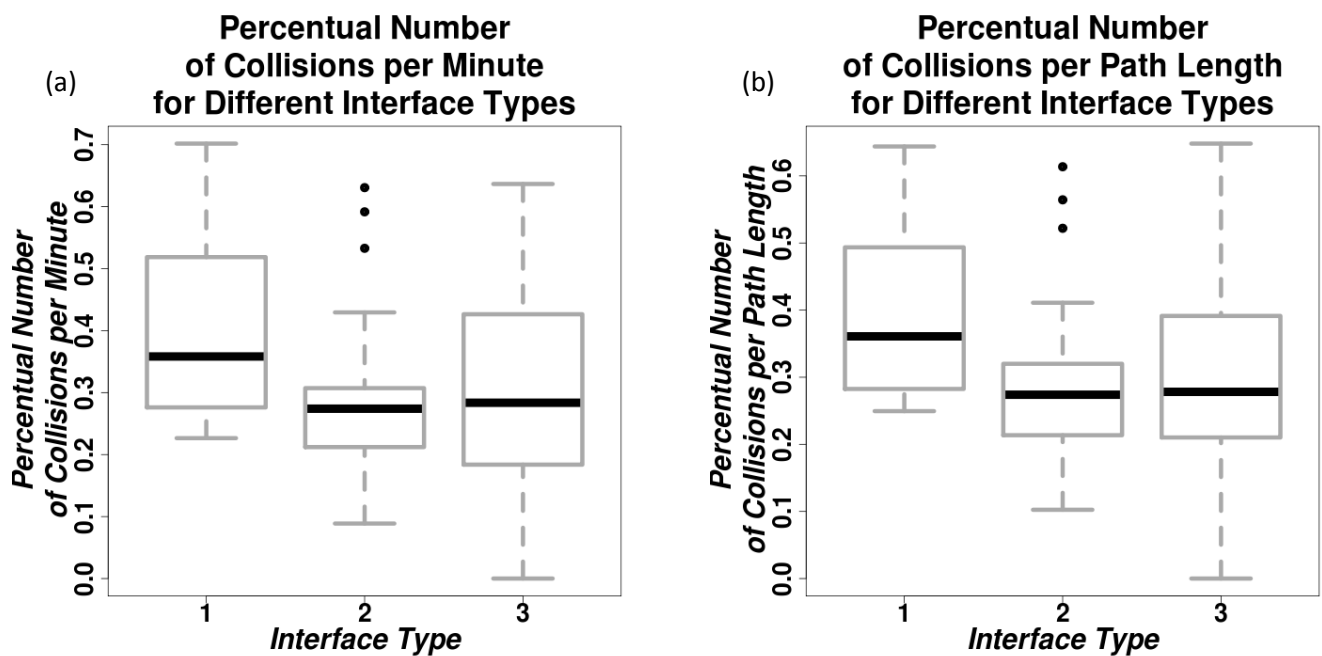 (a)
Percentual Number
of Collisions per Minute
for Different Interface Types
Percentual Number
of Collisions per Minute
0.7
0.6
0.5
0.4
0.3
0.2
0.1
0.0
1 2 3
Interface Type
(b)
Percentual Number
of Collisions per Path Length
for Different Interface Types
Percentual Number
of Collisions per Path Length
0.6
0.5
0.4
0.3
0.2
0.1
0.0
1 2 3
Interface Type